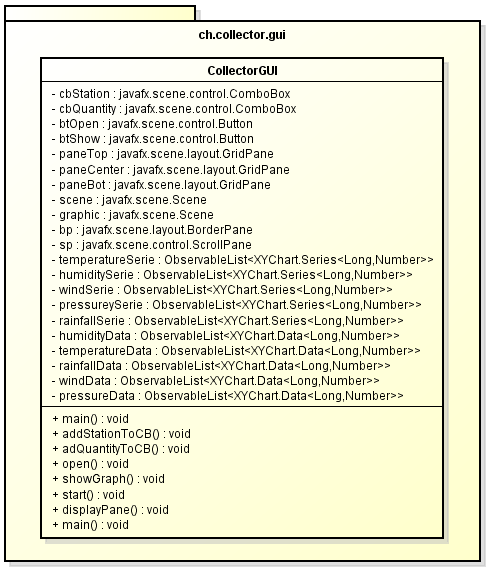 ch.collector.gui
CollectorGUI
- cbStation : javafx.scene.control.ComboBox
- cbQuantity : javafx.scene.control.ComboBox
- btOpen : javafx.scene.control.Button
- btShow : javafx.scene.control.Button
- paneTop : javafx.scene.layout.GridPane
- paneCenter : javafx.scene.layout.GridPane
- paneBot : javafx.scene.layout.GridPane
- scene : javafx.scene.Scene
- graphic : javafx.scene.Scene
- bp : javafx.scene.layout.BorderPane
- sp : javafx.scene.control.ScrollPane
- temperatureSerie : ObservableList<XYChart.Series<Long,Number>>
- humiditySerie : ObservableList<XYChart.Series<Long,Number>>
- windSerie : ObservableList<XYChart.Series<Long,Number>>
- pressureySerie : ObservableList<XYChart.Series<Long,Number>>
- rainfallSerie : ObservableList<XYChart.Series<Long,Number>>
- humidityData : ObservableList<XYChart.Data<Long,Number>>
- temperatureData : ObservableList<XYChart.Data<Long,Number>>
- rainfallData : ObservableList<XYChart.Data<Long,Number>>
- windData : ObservableList<XYChart.Data<Long,Number>>
- pressureData : ObservableList<XYChart.Data<Long,Number>>
+ main() : void
+ addStationToCB() : void
+ adQuantityToCB() : void
+ open() : void
+ showGraph() : void
+ start() : void
+ displayPane() : void
+ main() : void